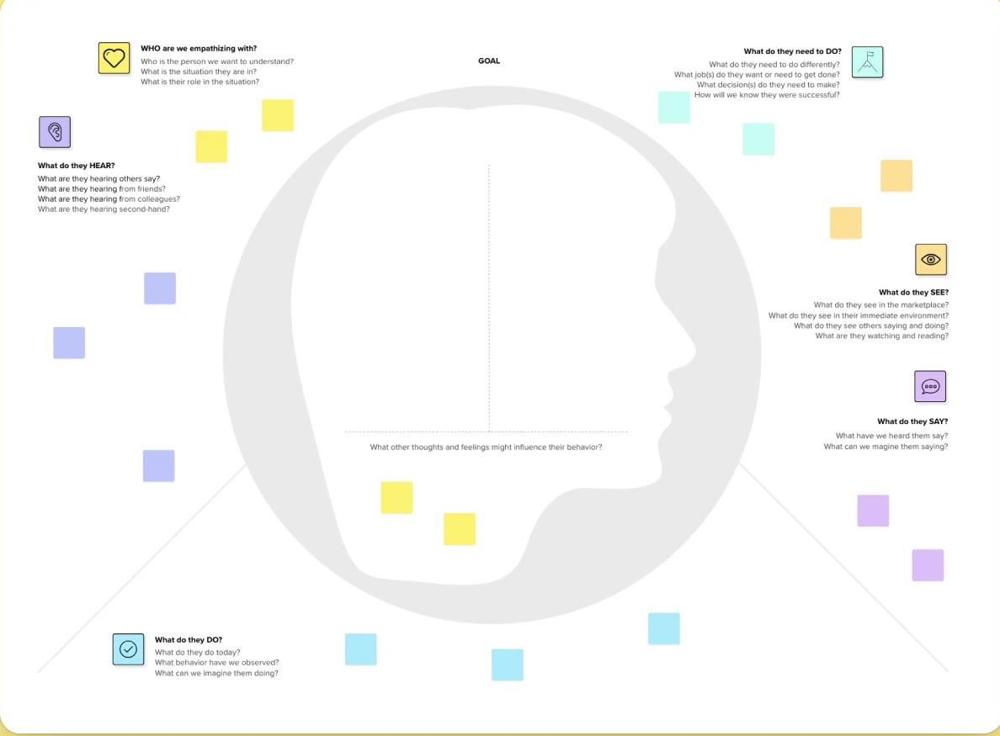 WHO are we empathizing with?
Who is the person we want to understand?
What is the situation they are in?
What is their role in the situation?
GOAL
What do they need to DO?
What do they need to do differently?
What job(s) do they want or need to get done?
What decision(s) do they need to make?
How will we know they were successful?
What do they HEAR?
What are they hearing others say?
What are they hearing from friends?
What are they hearing from colleagues?
What are they hearing second-hand?
What do they SEE?
What do they see in the marketplace?
What do they see in their immediate environment?
What do they see others saying and doing?
What are they watching and reading?
What do they SAY?
What have we heard them say?
What can we magine them saying?
What other thoughts and feelings might influence their behavior?
What do they DO?
What do they do today?
What behavior have we observed?
What can we imagine them doing?